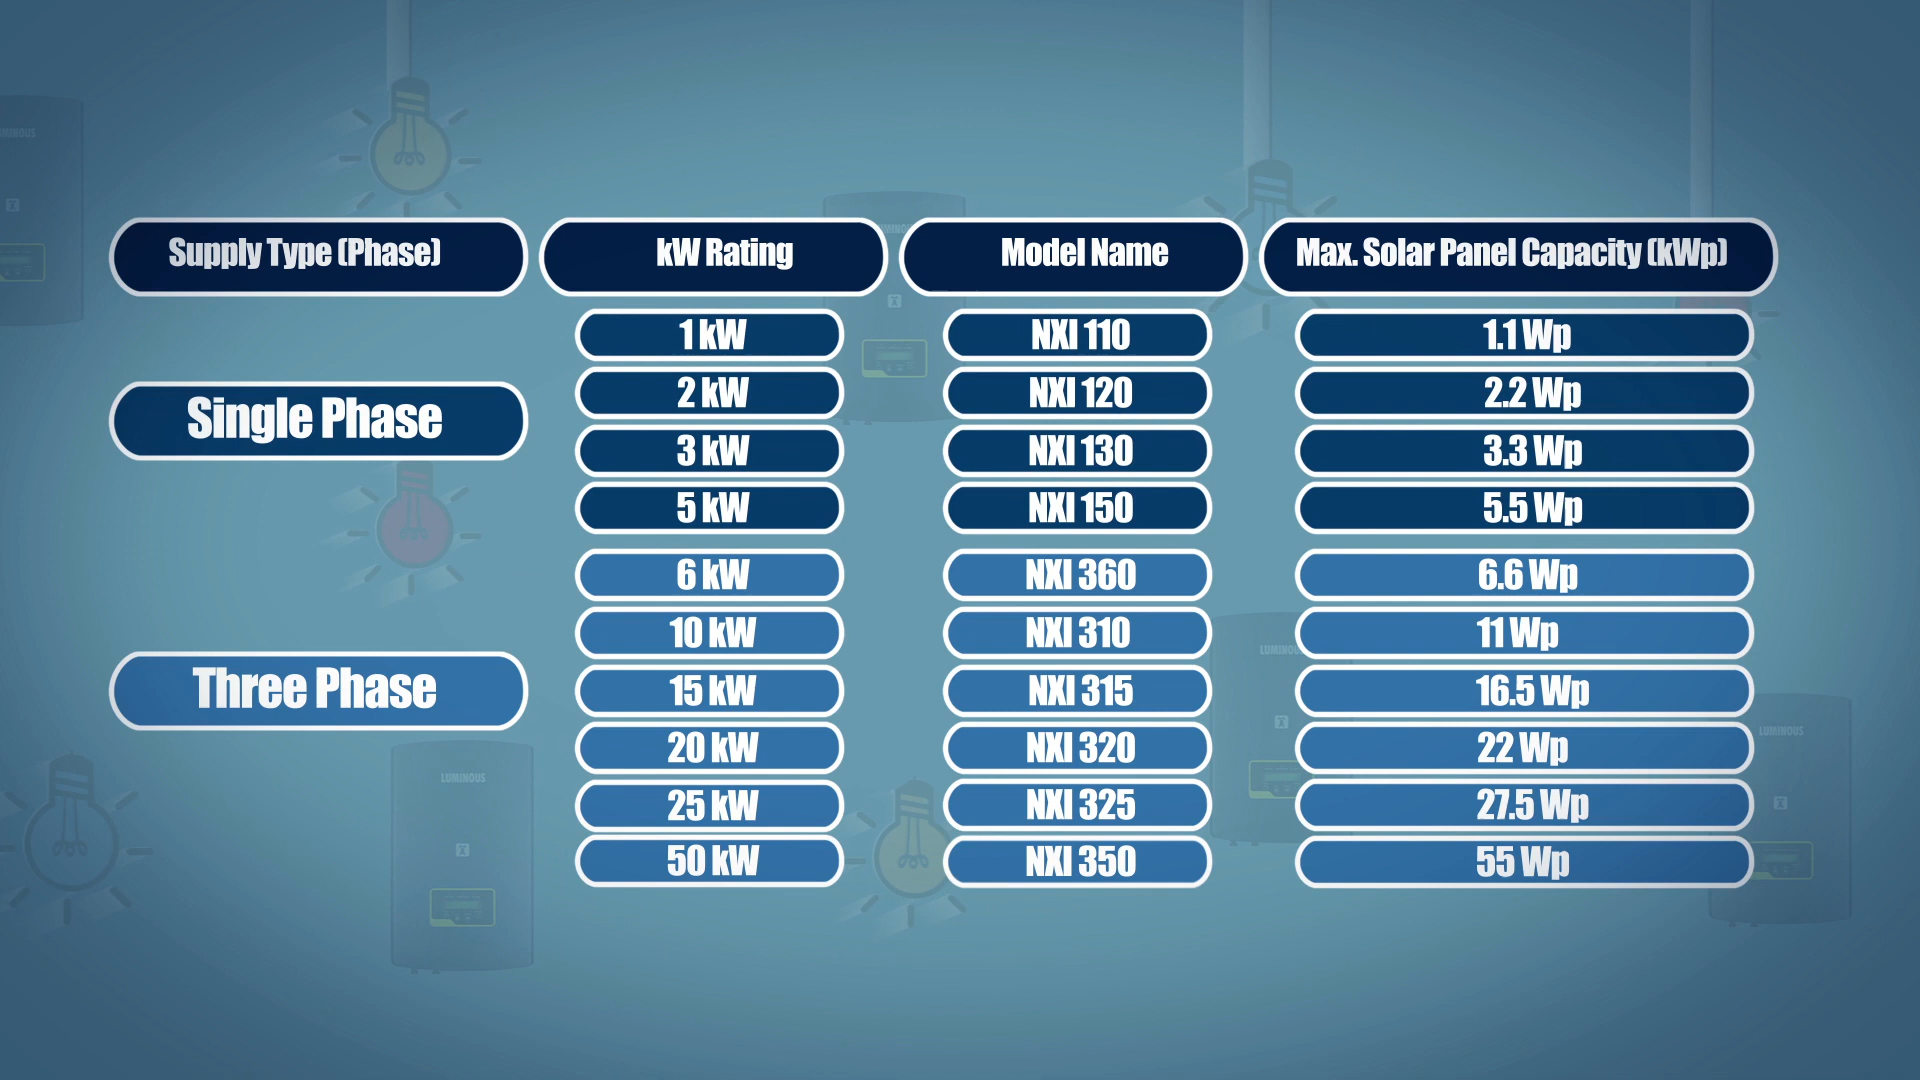 Supply Type (Phase) kW Rating Model Name Max. Solar Panel Capacity (kWp)
1 kW NXI 110 1.1 Wp
2 kW NXI 120 2.2 Wp
Single Phase
3 kW NXI 130 3.3 Wp
5 kW NXI 150 5.5 Wp
6 kW NXI 360 6.6 Wp
10 kW NXI 310 11 Wp
Three Phase
15 kW NXI 315 16.5 Wp
20 kW NXI 320 22 Wp
25 kW NXI 325 27.5 Wp
50 kW NXI 350 55 Wp
LUMINOUS
LUMINOUS